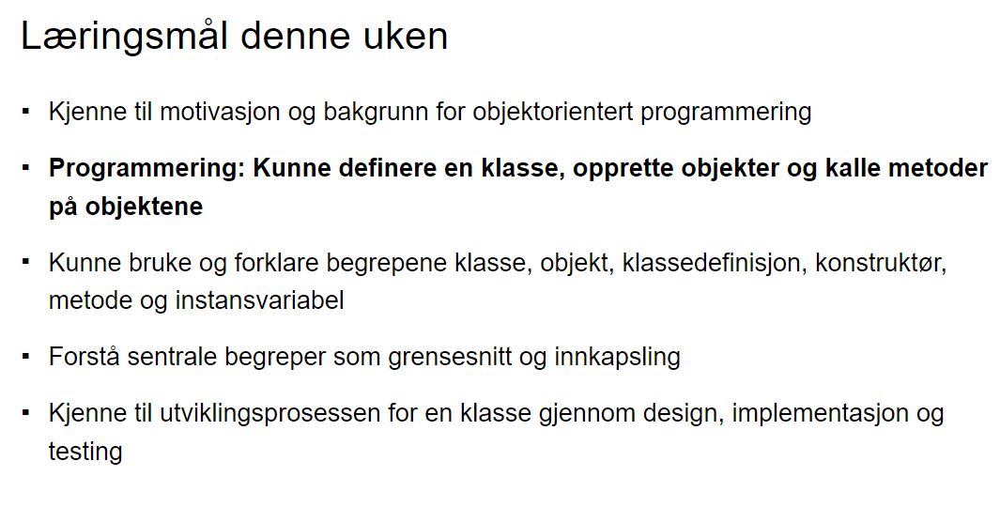 Læringsmål denne uken
▪ Kjenne til motivasjon og bakgrunn for objektorientert programmering
▪ Programmering: Kunne definere en klasse, opprette objekter og kalle metoder
på objektene
▪ Kunne bruke og forklare begrepene klasse, objekt, klassedefinisjon, konstruktør,
metode og instansvariabel
▪ Forstå sentrale begreper som grensesnitt og innkapsling
▪ Kjenne til utviklingsprosessen for en klasse gjennom design, implementasjon og
testing